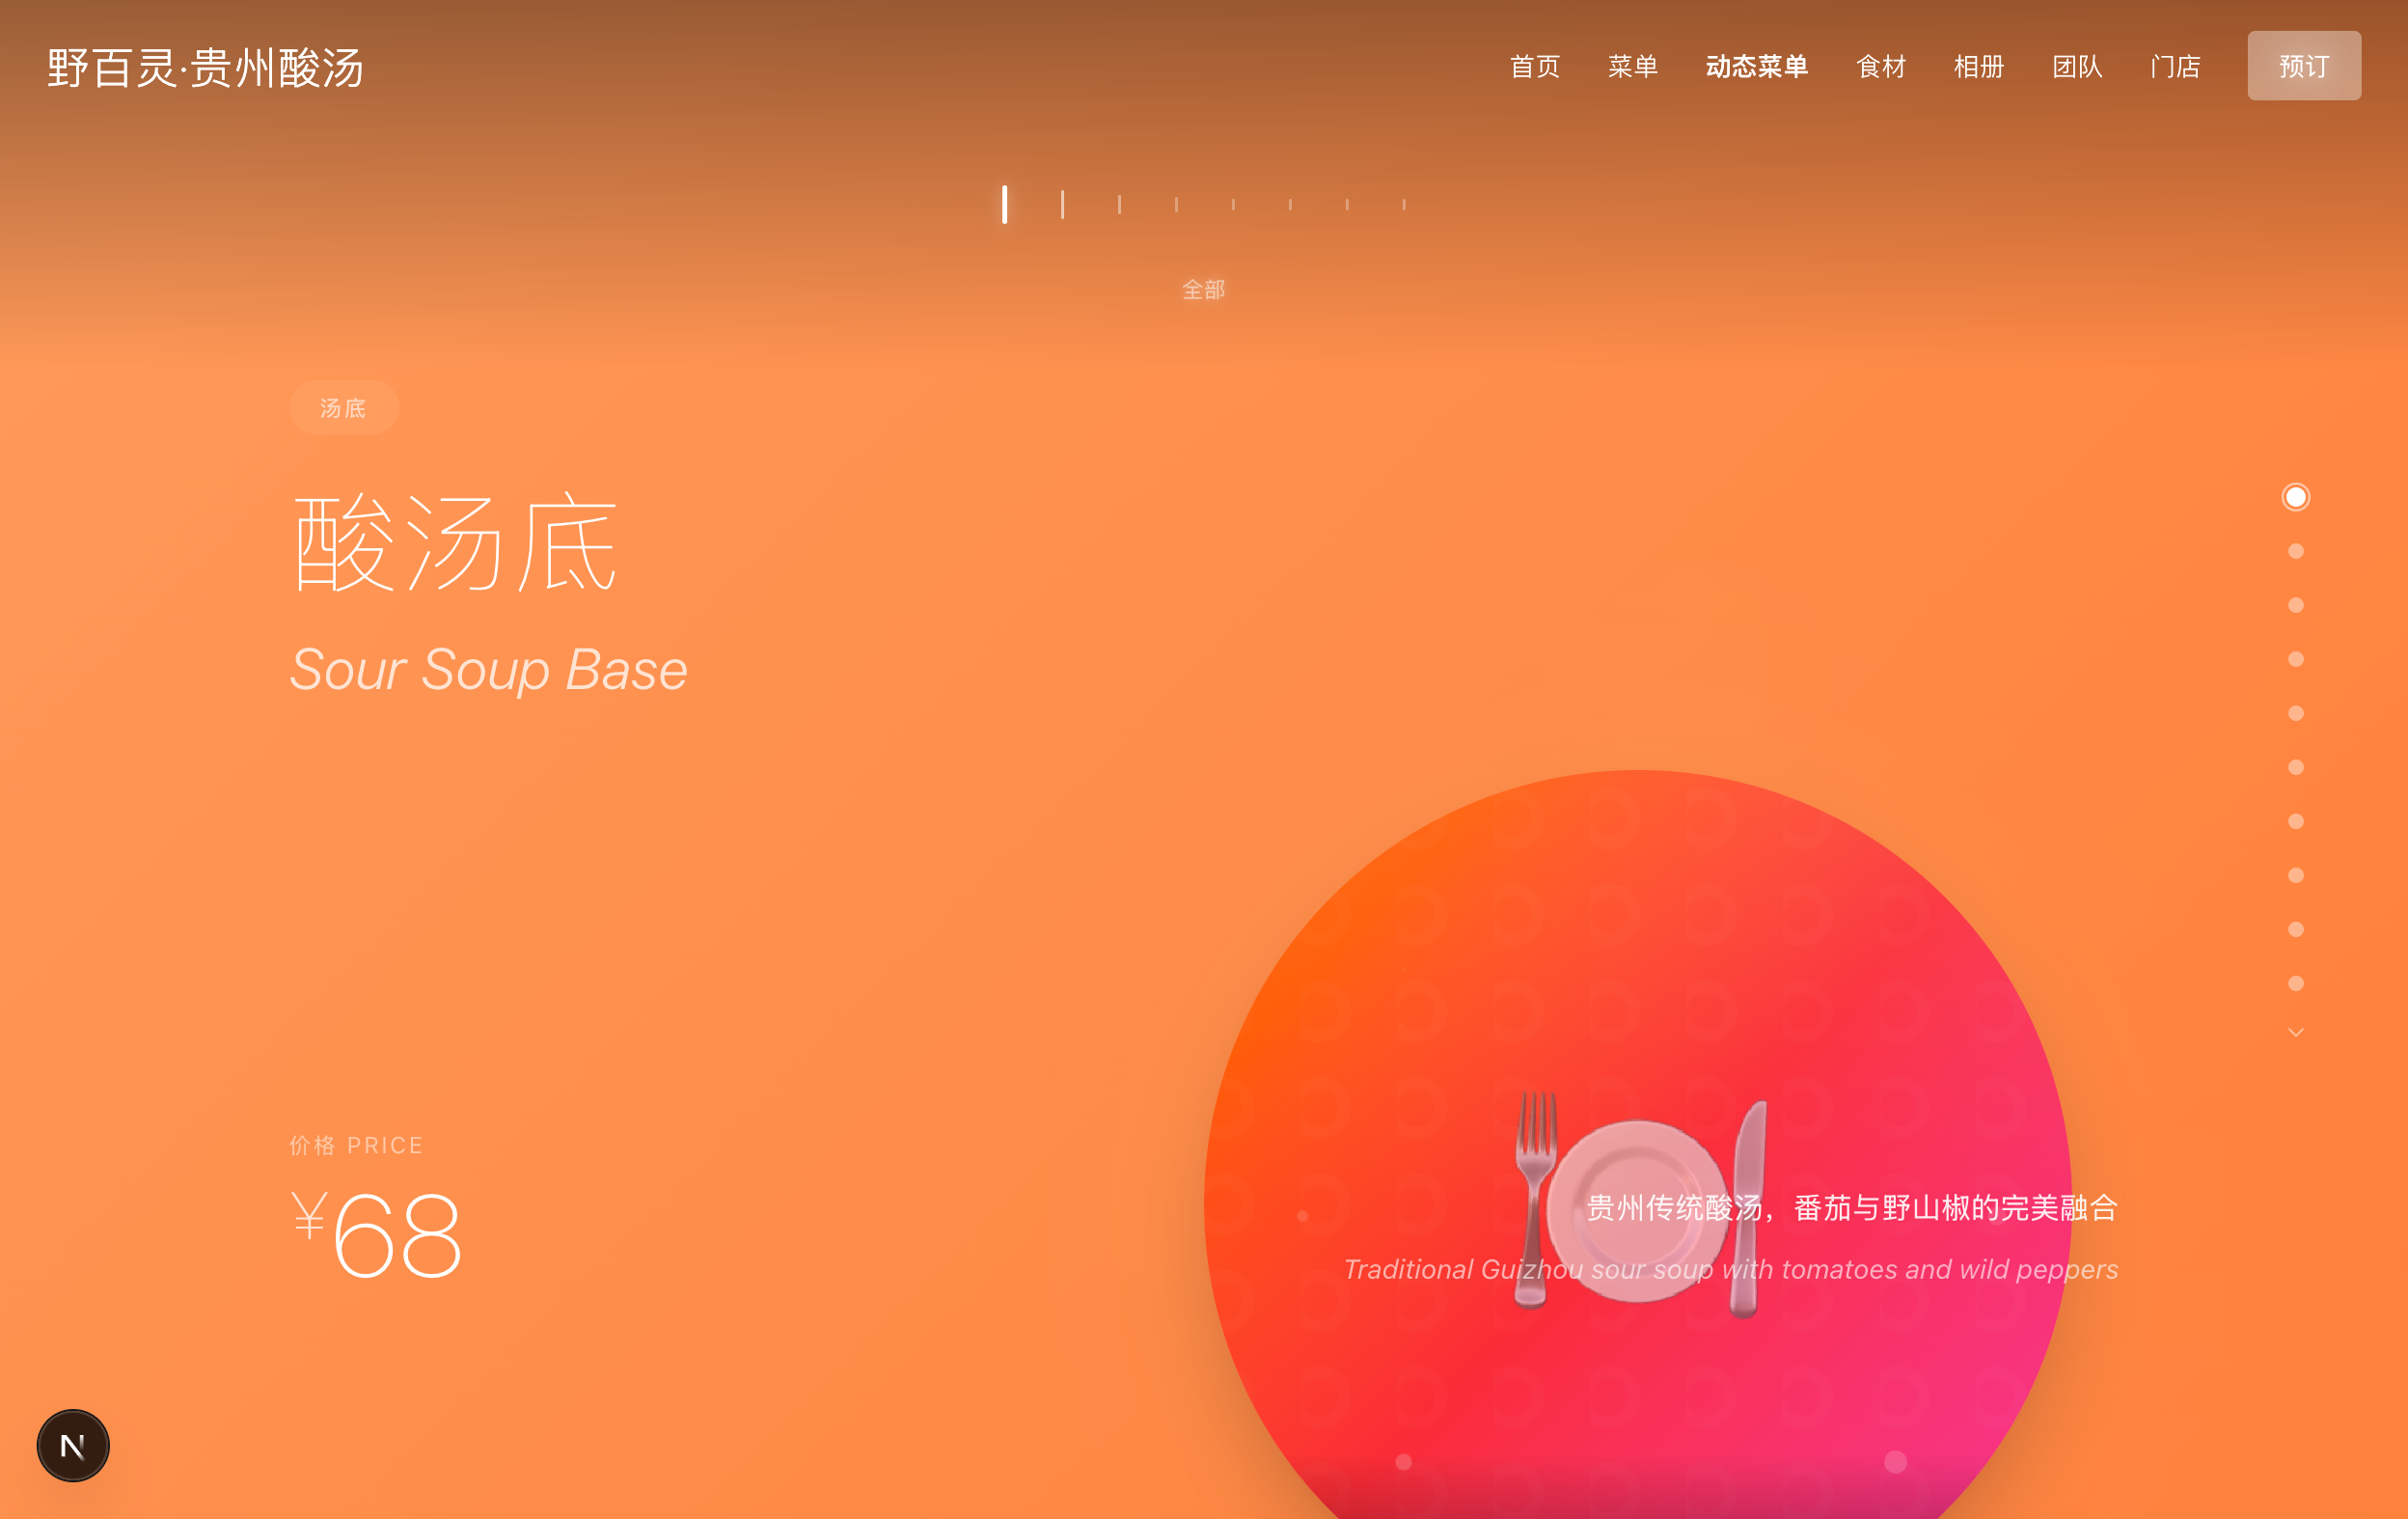 野百灵·贵州酸汤
首页 菜单 动态菜单 食材 相册 团队 门店 预订
全部
汤底
酸汤底
Sour Soup Base
价格 PRICE
¥68
贵州传统酸汤，番茄与野山椒的完美融合
Traditional Guizhou sour soup with tomatoes and wild peppers
N